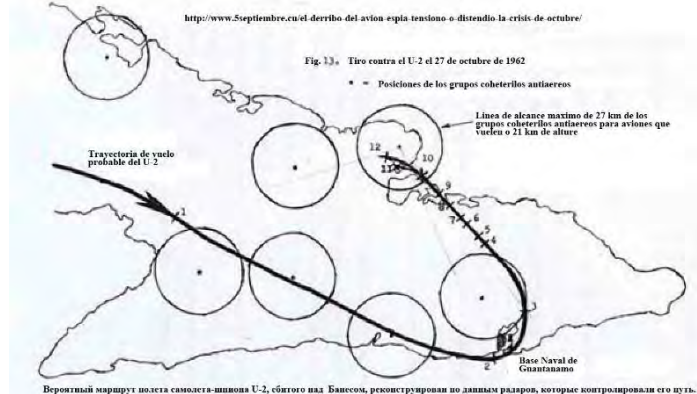 http://www.5septiembre.cu/el-derribo-del-avion-espia-tensiono-o-distendio-la-crisis-de-octubre/
Fig. 13. Tiro contra el U-2 el 27 de octubre de 1962
• - Posiciones de los grupos coheteriles antiaereos
Linea de alcance maximo de 27 km de los
grupos coheteriles antiaereos para aviones que
vuelen o 21 km de alture
Trayectoria de vuelo
probable del U-2
12
11
10
9
8
7
6
5
4
1
3
2
Base Naval de
Guantanamo
Вероятный маршрут полета самолета-шпиона U-2, сбитого над Банесом, реконструирован по данным радаров, которые контролировали его путь.